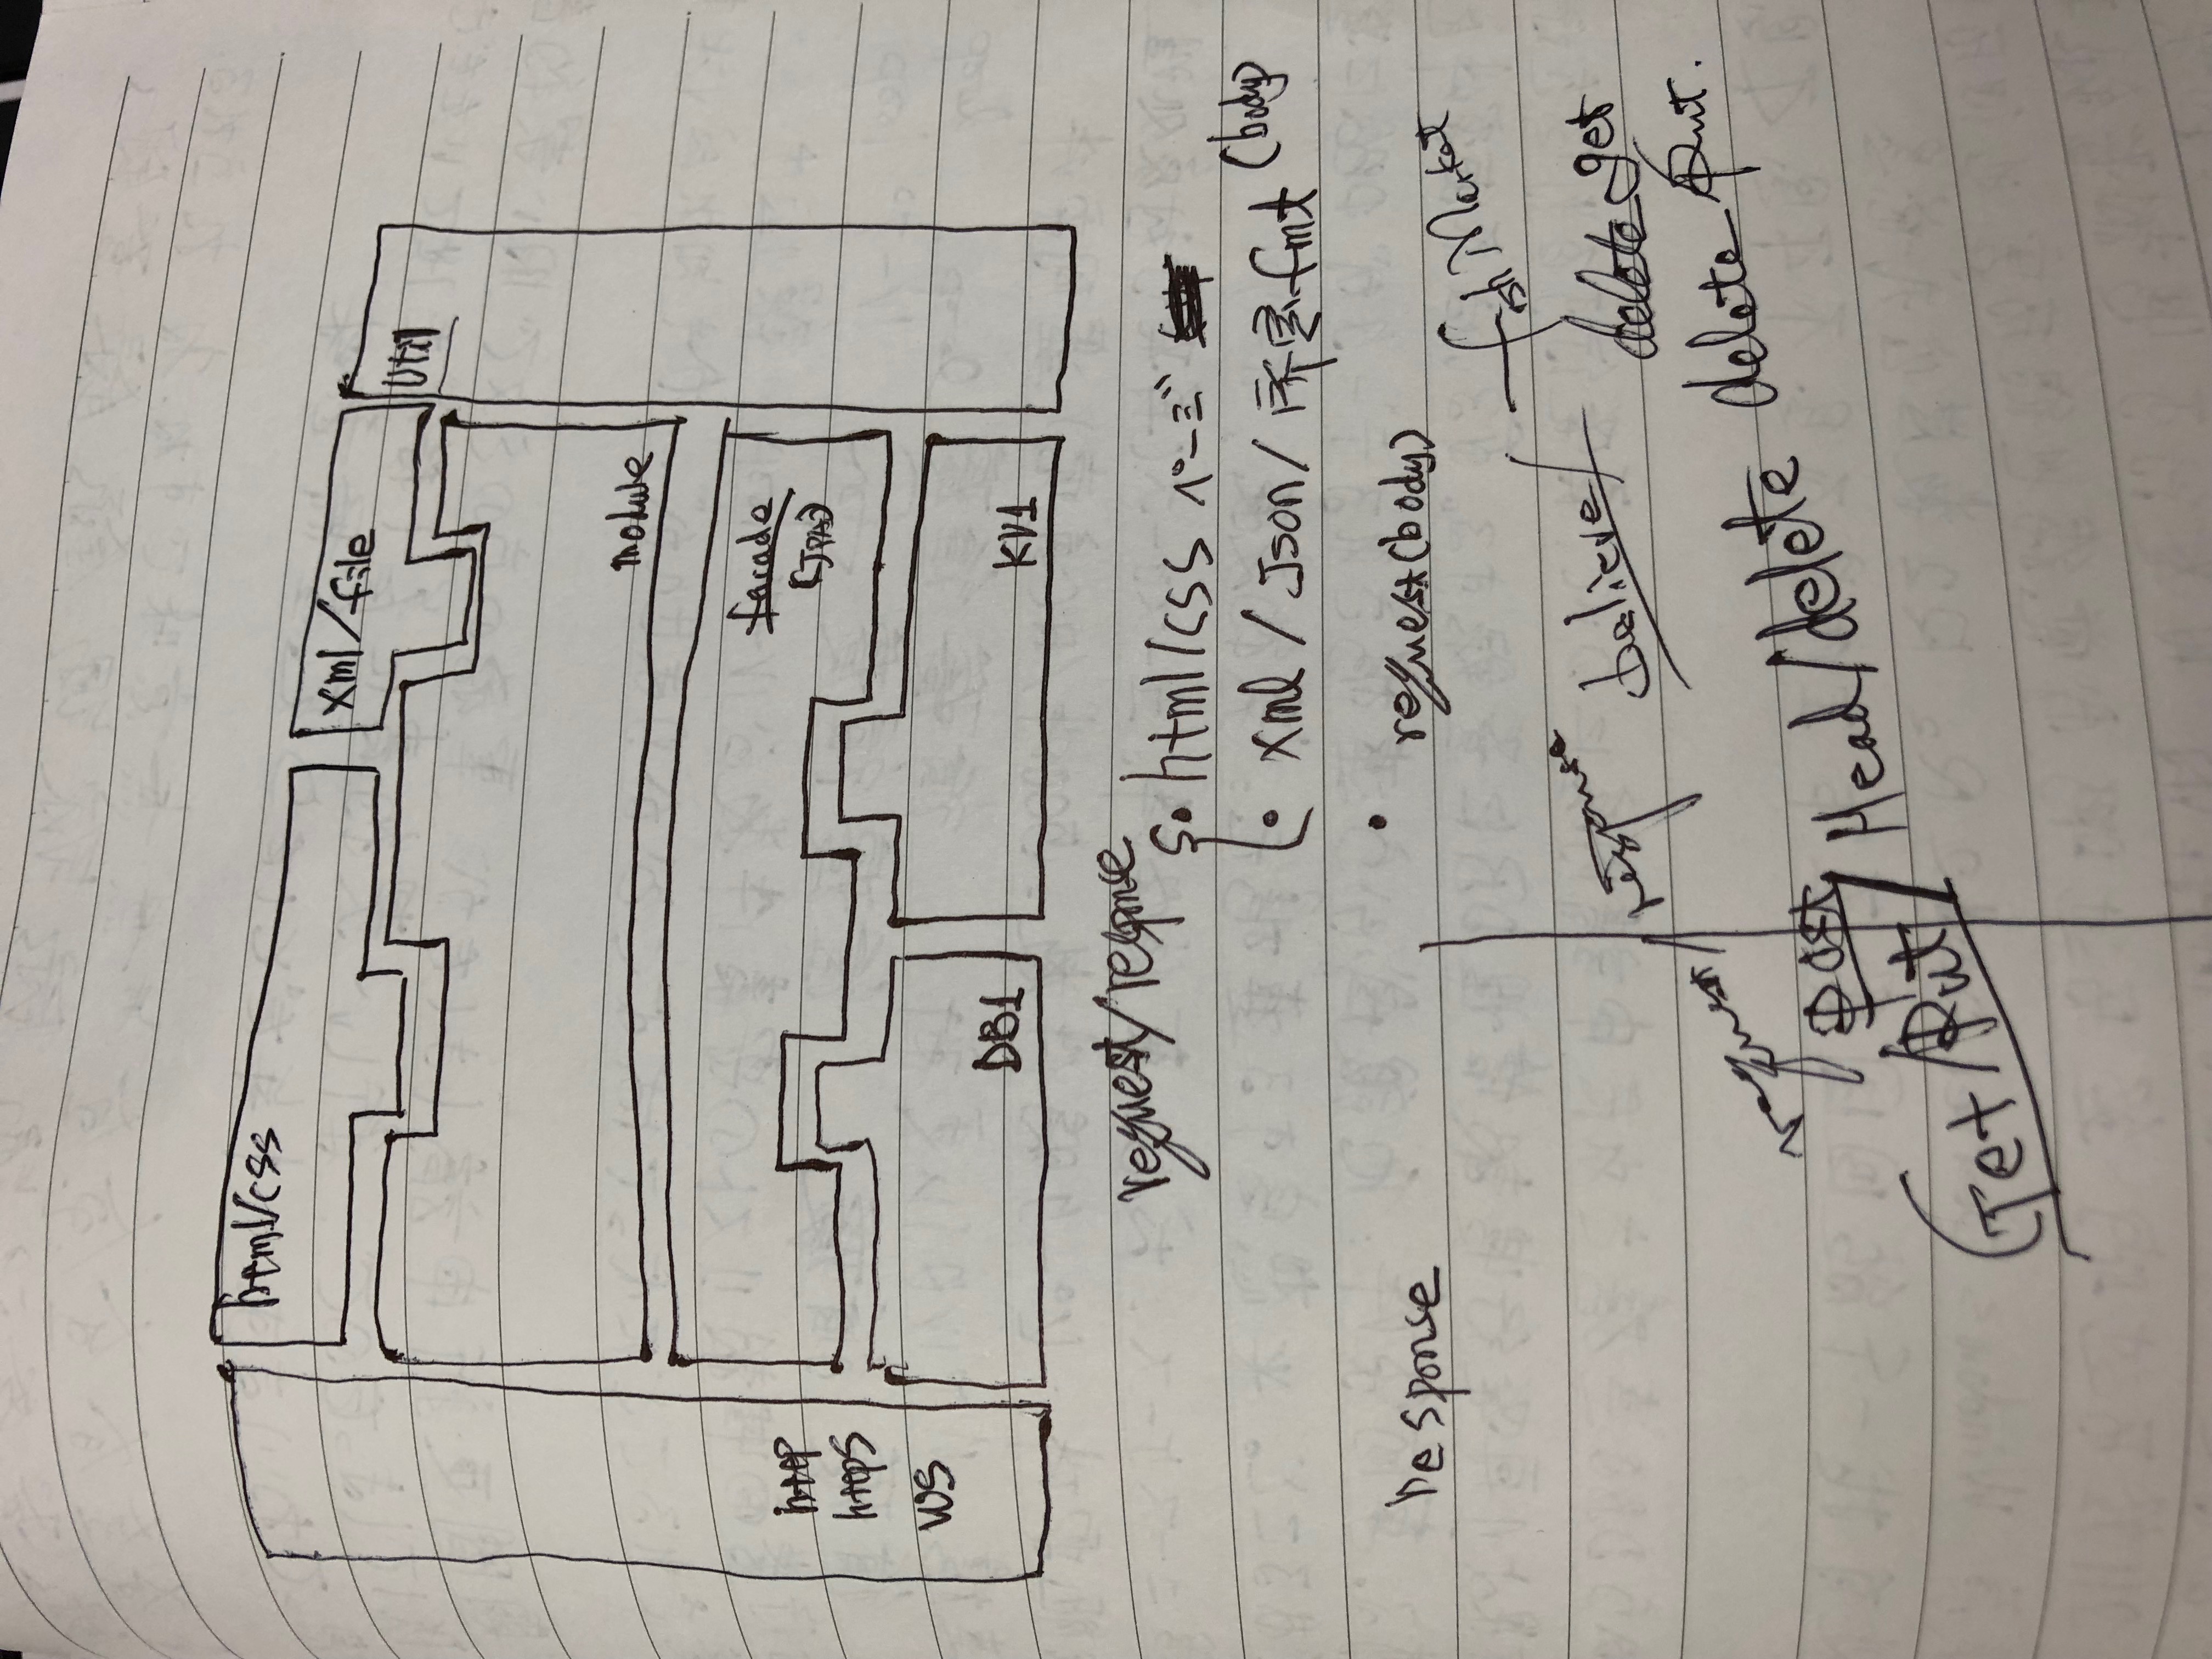 html/css
xml/file
Util
module
facade
(JPA)
http
https
WS
DB1
KV1
request/response
html/css ページ
xml / Json / 所属fmt (body)
request(body)
Response
fish Market
response
believe/
delete get
request/
delete put.
post
Head/delete
Get/Put/